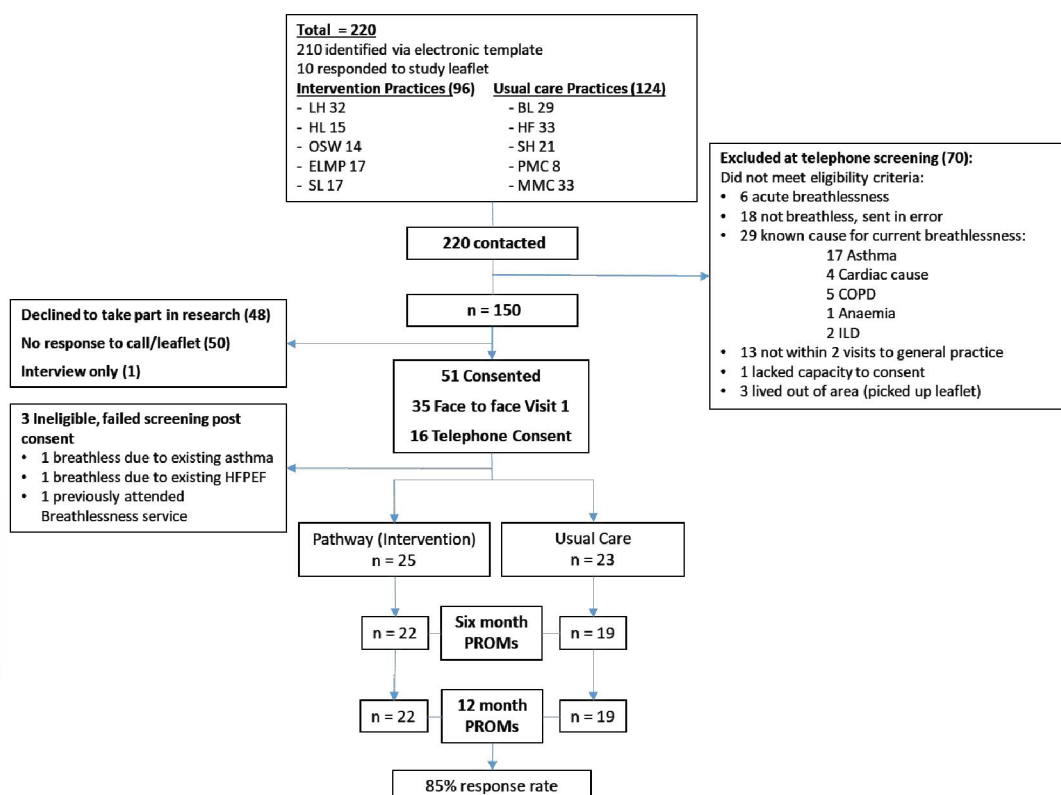 Total = 220
210 identified via electronic template
10 responded to study leaflet
Intervention Practices (96) Usual care Practices (124)
- LH 32 - BL 29
- HL 15 - HF 33
- OSW 14 - SH 21
- ELMP 17 - PMC 8
- SL 17 - MMC 33
220 contacted
Excluded at telephone screening (70):
Did not meet eligibility criteria:
• 6 acute breathlessness
• 18 not breathless, sent in error
• 29 known cause for current breathlessness:
17 Asthma
4 Cardiac cause
5 COPD
1 Anaemia
2 ILD
• 13 not within 2 visits to general practice
• 1 lacked capacity to consent
• 3 lived out of area (picked up leaflet)
n = 150
Declined to take part in research (48)
No response to call/leaflet (50)
Interview only (1)
51 Consented
35 Face to face Visit 1
16 Telephone Consent
3 Ineligible, failed screening post
consent
• 1 breathless due to existing asthma
• 1 breathless due to existing HFPEF
• 1 previously attended
Breathlessness service
Pathway (Intervention)
n = 25
Usual Care
n = 23
n = 22
Six month
PROMs
n = 19
n = 22
12 month
PROMs
n = 19
85% response rate